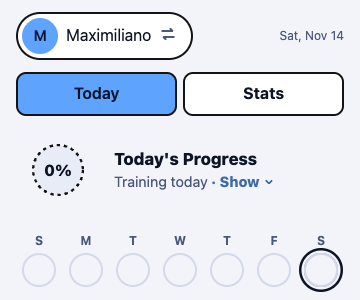 M Maximiliano
Sat, Nov 14
Today Stats
0%
Today's Progress
Training today · Show
S M T W T F S